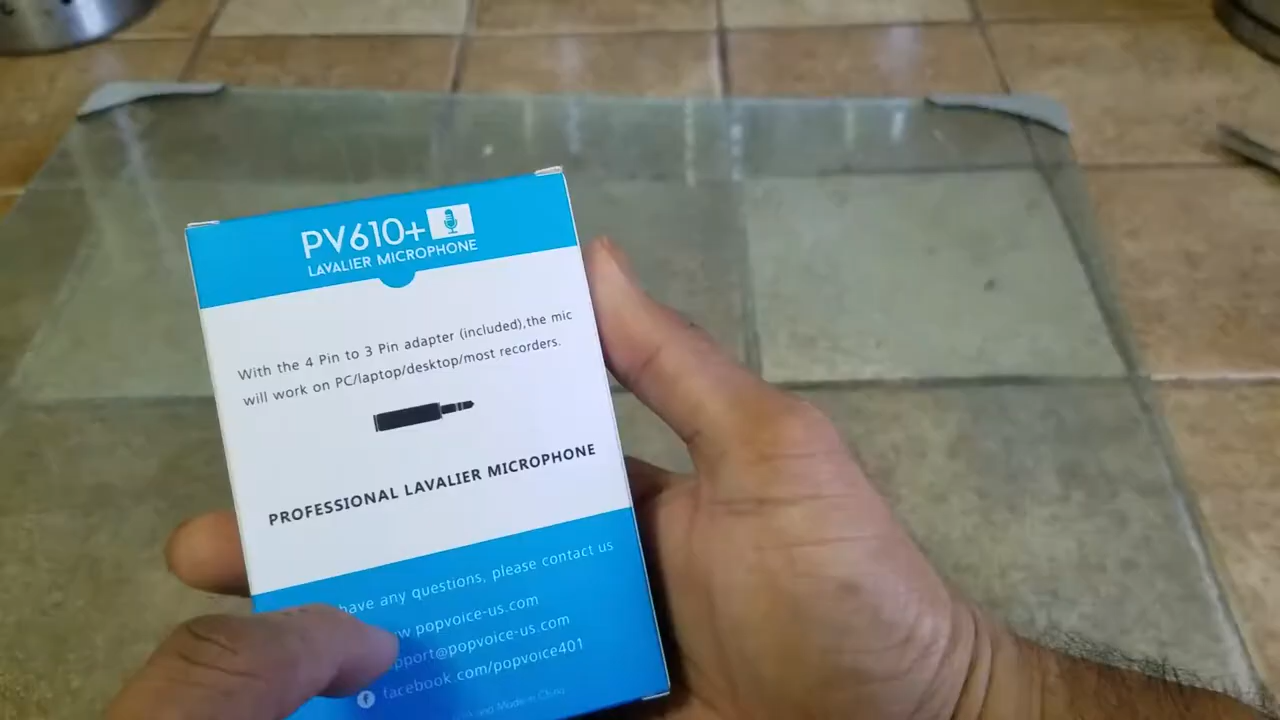 PV610+
LAVALIER MICROPHONE
With the 4 Pin to 3 Pin adapter (included),the mic
will work on PC/laptop/desktop/most recorders.
PROFESSIONAL LAVALIER MICROPHONE
have any questions, please contact us
popvoice-us.com
pport@popvoice-us.com
facebook.com/popvoice401